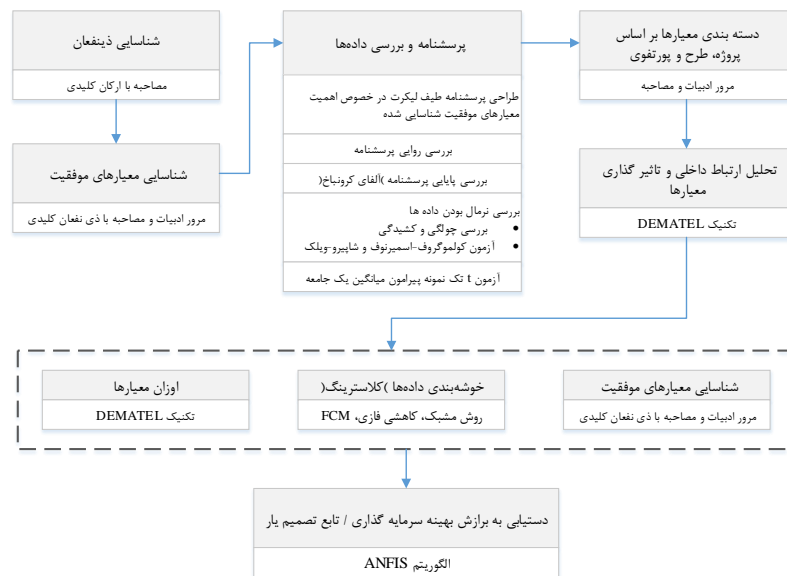 شناسایی ذینفعان
مصاحبه با ارکان کلیدی
شناسایی معیارهای موفقیت
مرور ادبیات و مصاحبه با ذی نفعان کلیدی
پرسشنامه و بررسی داده‌ها
طراحی پرسشنامه طیف لیکرت در خصوص اهمیت
معیارهای موفقیت شناسایی شده
بررسی روایی پرسشنامه
بررسی پایایی پرسشنامه )آلفای کرونباخ(
بررسی نرمال بودن داده ها
• بررسی چولگی و کشیدگی
• آزمون کولموگروف-اسمیرنوف و شاپیرو-ویلک
آزمون t تک نمونه پیرامون میانگین یک جامعه
دسته بندی معیارها بر اساس
پروژه، طرح و پورتفوی
مرور ادبیات و مصاحبه
تحلیل ارتباط داخلی و تاثیر گذاری
معیارها
تکنیک DEMATEL
شناسایی معیارهای موفقیت
مرور ادبیات و مصاحبه با ذی نفعان کلیدی
خوشه‌بندی داده‌ها )کلاسترینگ(
روش مشبک، کاهشی فازی، FCM
اوزان معیارها
تکنیک DEMATEL
دستیابی به برازش بهینه سرمایه گذاری / تابع تصمیم یار
الگوریتم ANFIS